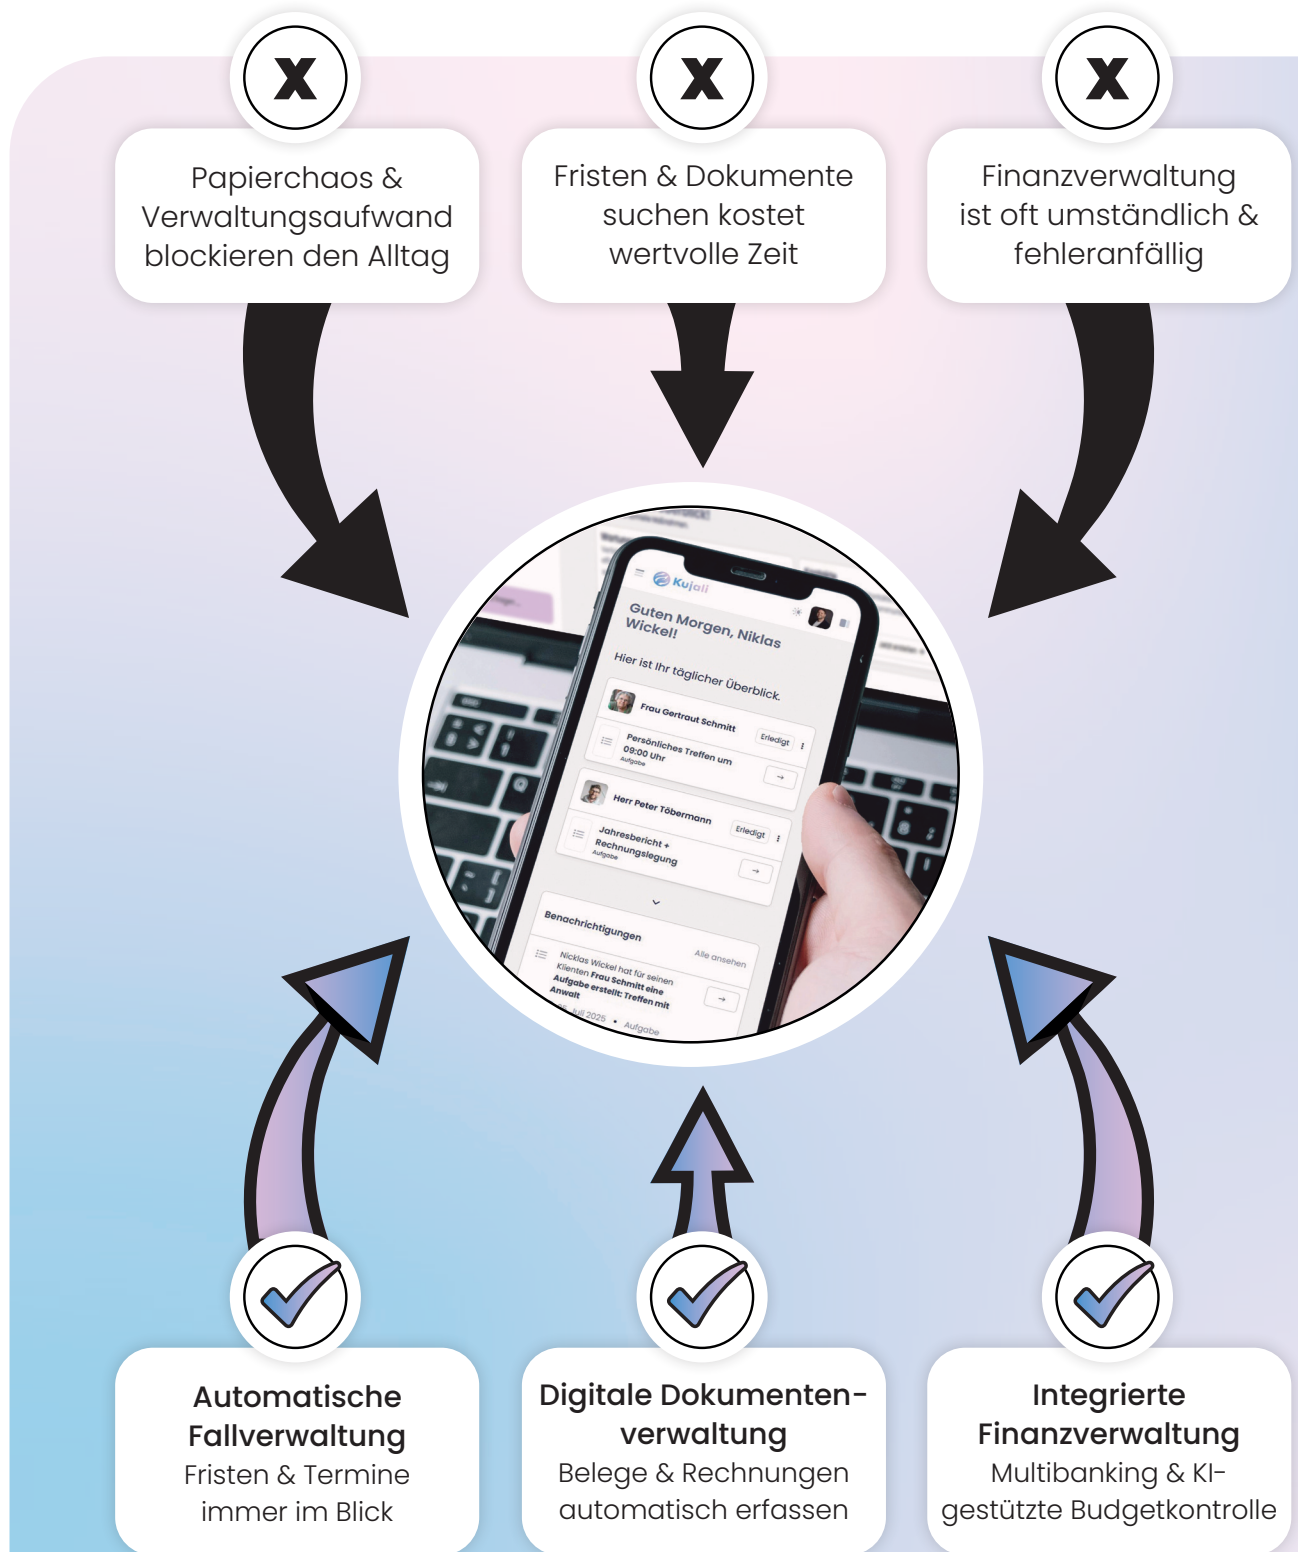 X
X
X
Papierchaos &
Verwaltungsaufwand
blockieren den Alltag
Fristen & Dokumente
suchen kostet
wertvolle Zeit
Finanzverwaltung
ist oft umständlich &
fehleranfällig
Kujali
Guten Morgen, Niklas
Wickel!
Hier ist Ihr täglicher Überblick.
Frau Gertraut Schmitt
Erledigt
Persönliches Treffen um
09:00 Uhr
Aufgabe
Herr Peter Töbermann
Erledigt
Jahresbericht +
Rechnungslegung
Aufgabe
Benachrichtigungen
Alle ansehen
Nicklas Wickel hat für seinen
Klienten Frau Schmitt eine
Aufgabe erstellt: Treffen mit
Anwalt
Juli 2025 • Aufgabe
Automatische
Fallverwaltung
Fristen & Termine
immer im Blick
Digitale Dokumenten-
verwaltung
Belege & Rechnungen
automatisch erfassen
Integrierte
Finanzverwaltung
Multibanking & KI-
gestützte Budgetkontrolle